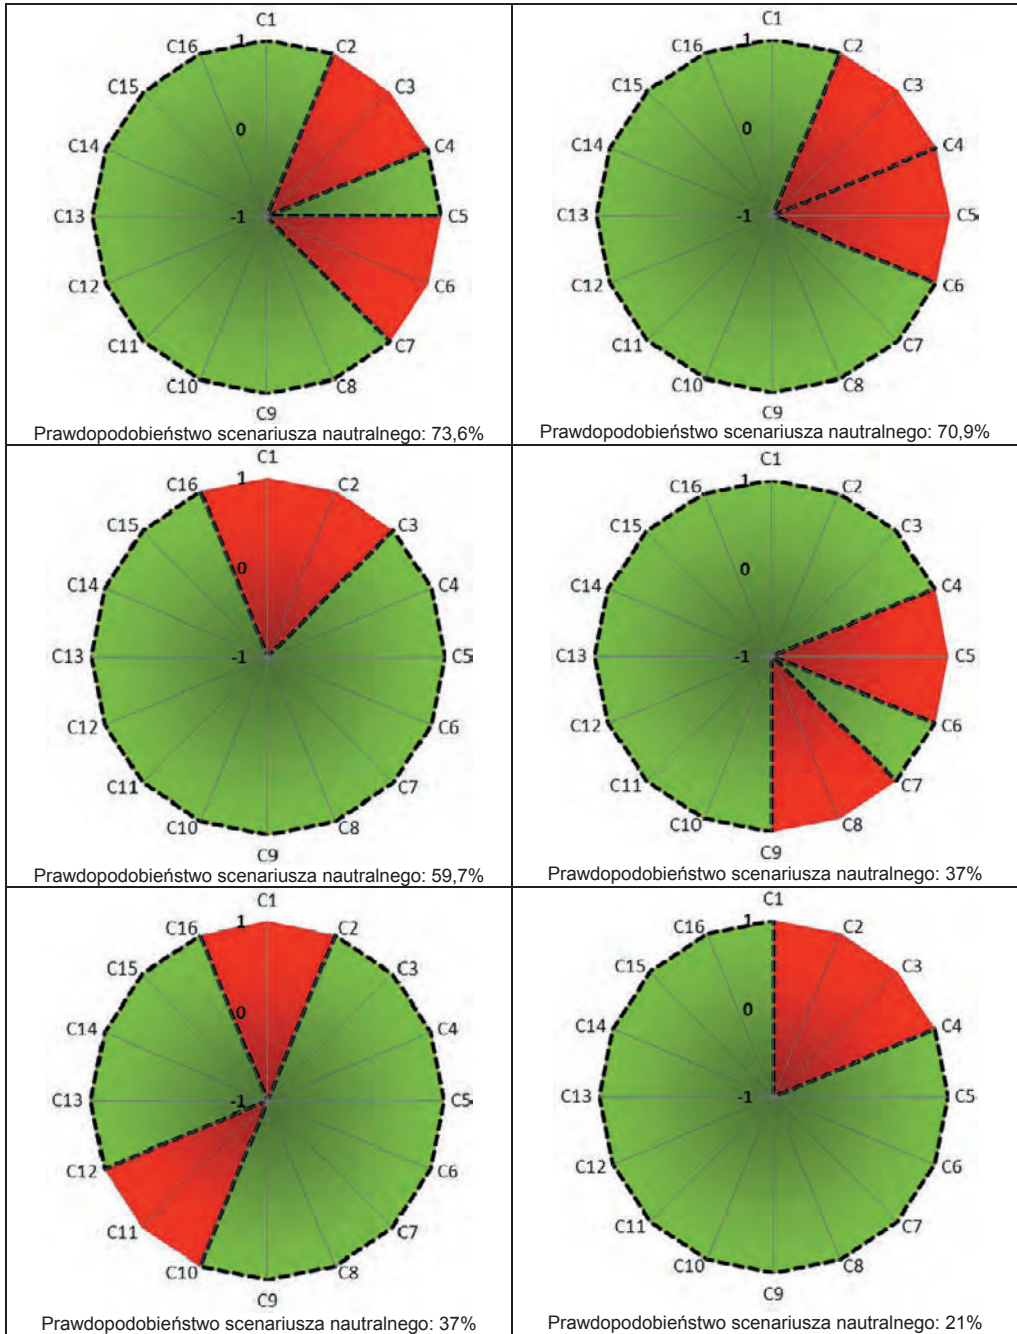 C1
C16 1 C2
C15 C3
0
C14 C4
C13 -1 C5
C12 C6
C11 C7
C10 C8
C9
Prawdopodobieństwo scenariusza nautralnego: 73,6%
C1
C16 1 C2
C15 C3
0
C14 C4
C13 -1 C5
C12 C6
C11 C7
C10 C8
C9
Prawdopodobieństwo scenariusza nautralnego: 70,9%
C1
C16 1 C2
C15 C3
0
C14 C4
C13 -1 C5
C12 C6
C11 C7
C10 C8
C9
Prawdopodobieństwo scenariusza nautralnego: 59,7%
C1
C16 1 C2
C15 C3
0
C14 C4
C13 -1 C5
C12 C6
C11 C7
C10 C8
C9
Prawdopodobieństwo scenariusza nautralnego: 37%
C1
C16 1 C2
C15 C3
0
C14 C4
C13 -1 C5
C12 C6
C11 C7
C10 C8
C9
Prawdopodobieństwo scenariusza nautralnego: 37%
C1
C16 1 C2
C15 C3
0
C14 C4
C13 -1 C5
C12 C6
C11 C7
C10 C8
C9
Prawdopodobieństwo scenariusza nautralnego: 21%